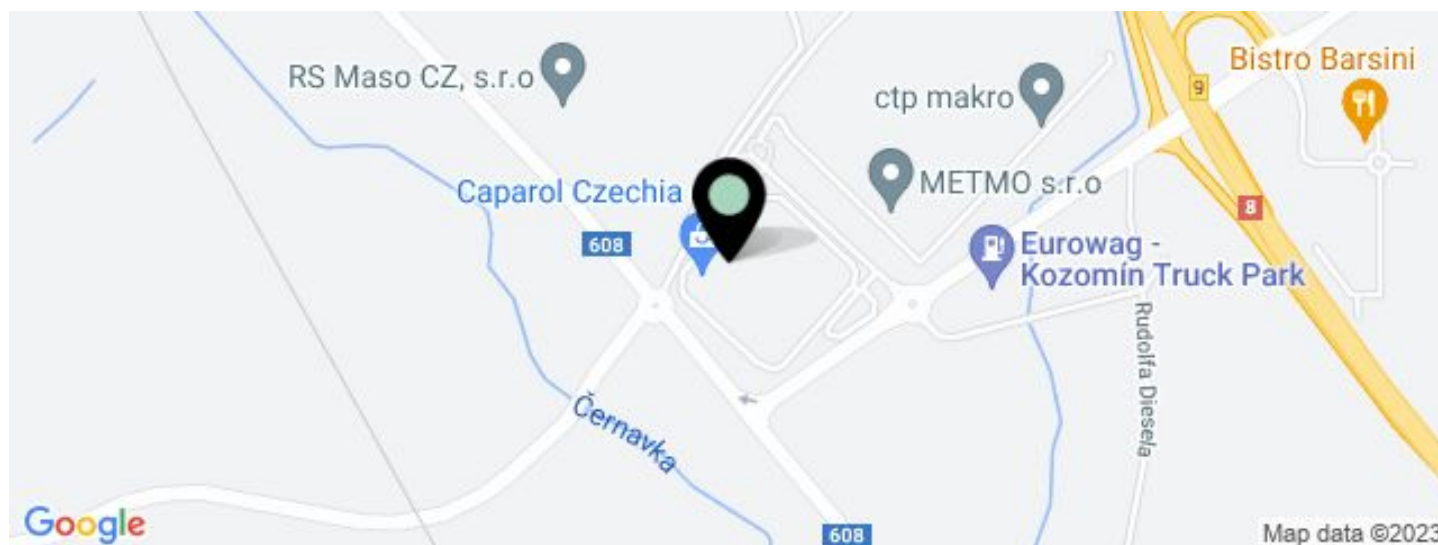 Bistro Barsini
RS Maso CZ, s.r.o
ctp makro
9
METMO s.r.o
Caparol Czechia
8
608
Eurowag -
Kozomín Truck Park
Rudolfa Diesela
Černavka
Google
608
Map data ©2023